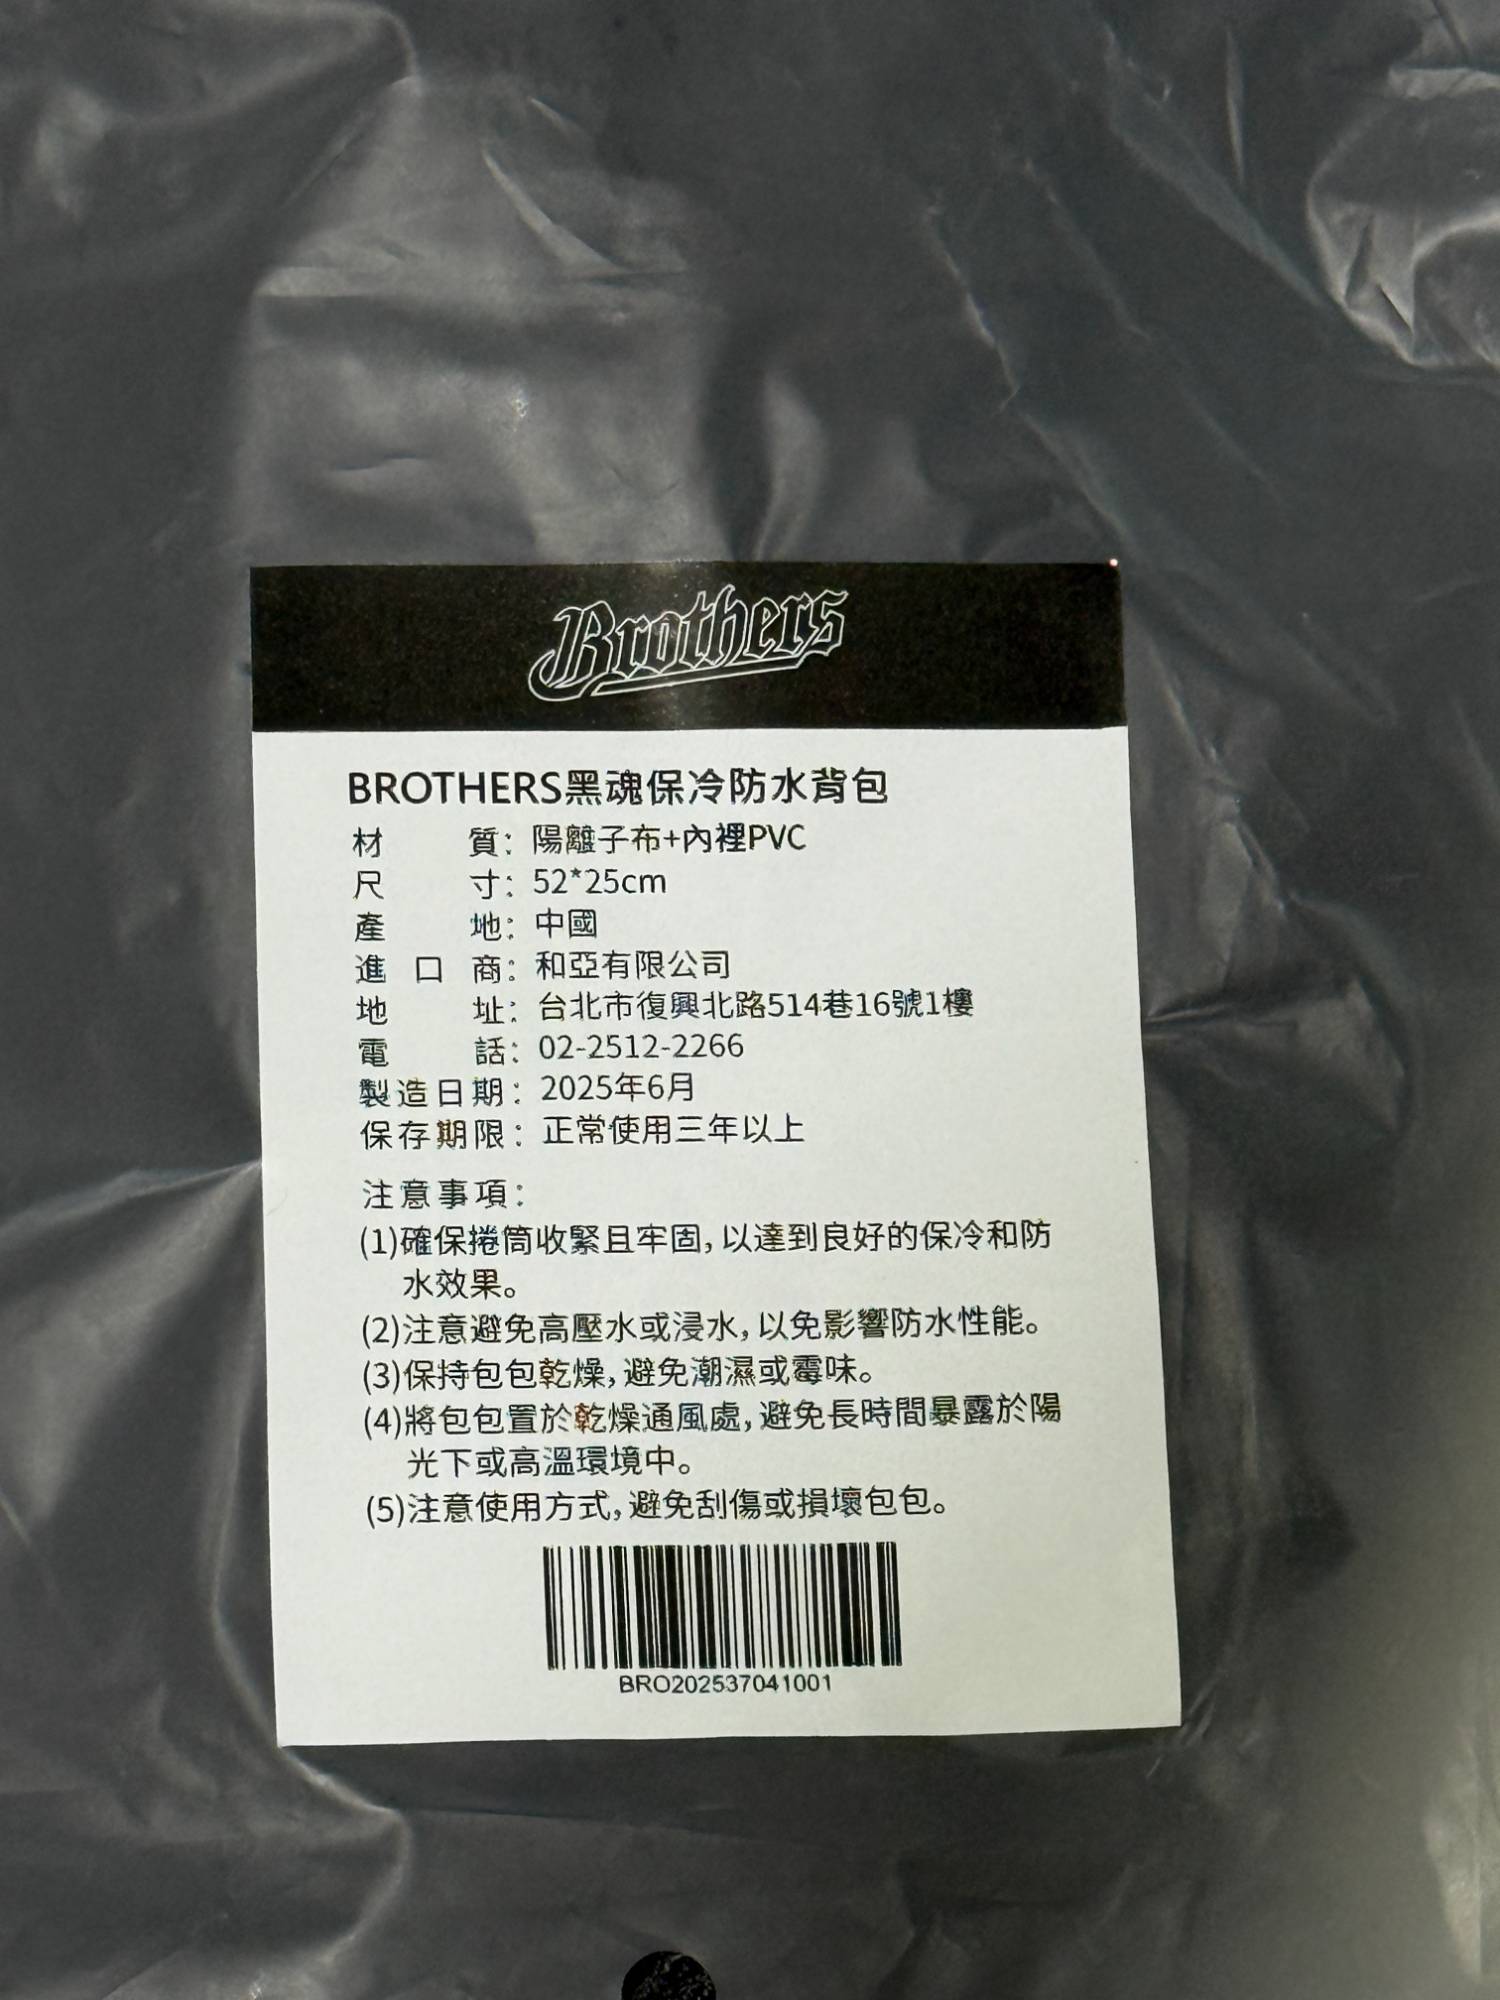 Brothers
BROTHERS黑魂保冷防水背包
材質：陽離子布+內裡PVC
尺寸：52*25cm
產地：中國
進口商：和亞有限公司
地址：台北市復興北路514巷16號1樓
電話：02-2512-2266
製造日期：2025年6月
保存期限：正常使用三年以上
注意事項：
(1)確保捲筒收緊且牢固，以達到良好的保冷和防
水效果。
(2)注意避免高壓水或浸水，以免影響防水性能。
(3)保持包包乾燥，避免潮濕或霉味。
(4)將包包置於乾燥通風處，避免長時間暴露於陽
光下或高溫環境中。
(5)注意使用方式，避免刮傷或損壞包包。
BRO202537041001